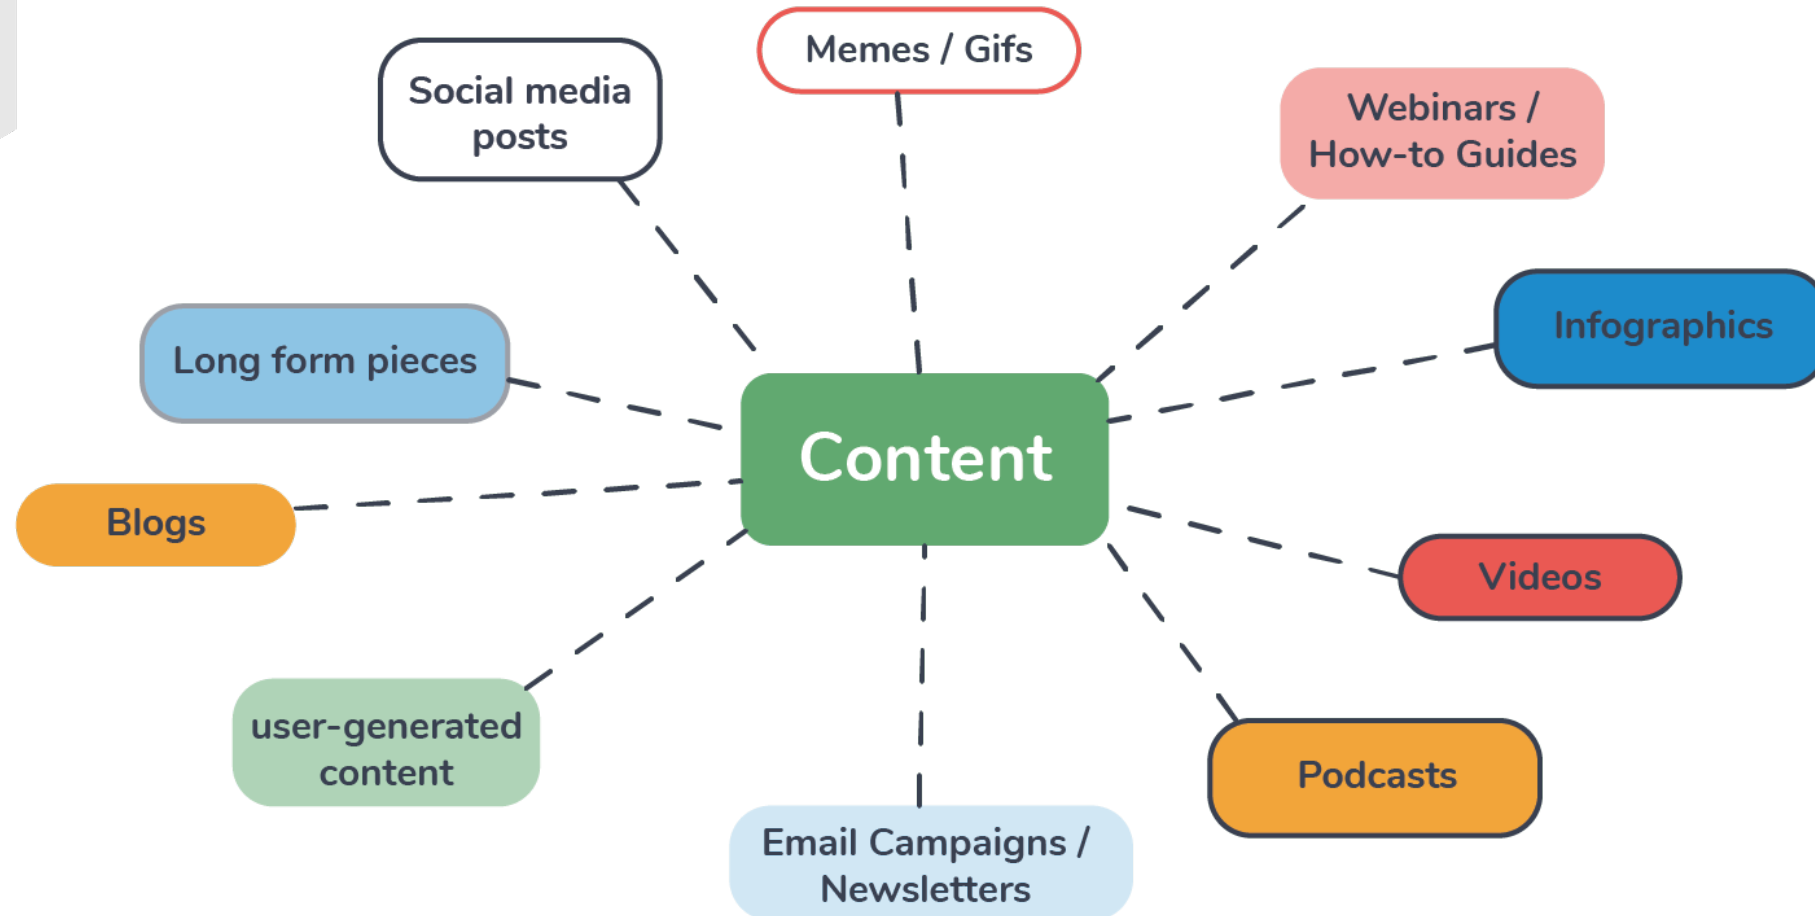 Memes / Gifs
Social media
posts
Webinars /
How-to Guides
Infographics
Long form pieces
Content
Blogs
Videos
user-generated
content
Podcasts
Email Campaigns /
Newsletters